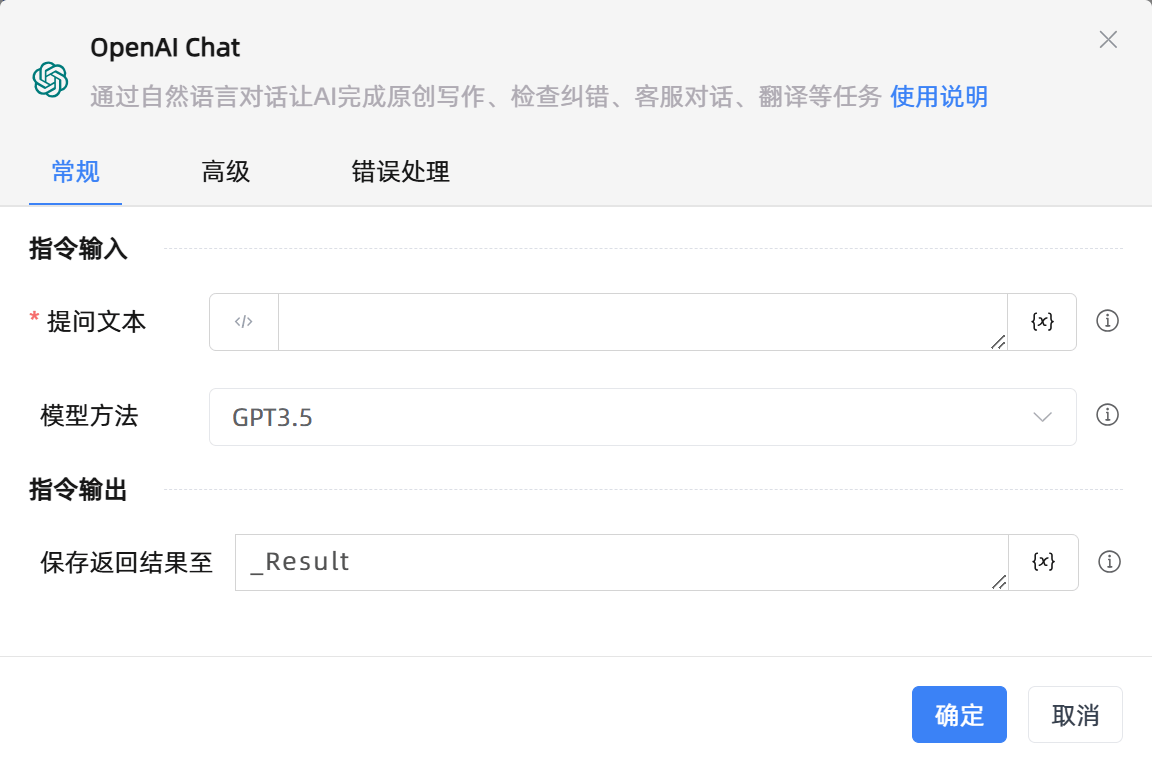 OpenAI Chat
通过自然语言对话让AI完成原创写作、检查纠错、客服对话、翻译等任务 使用说明
常规 高级 错误处理
指令输入
* 提问文本 </> {x}
模型方法 GPT3.5
指令输出
保存返回结果至 _Result {x}
确定 取消